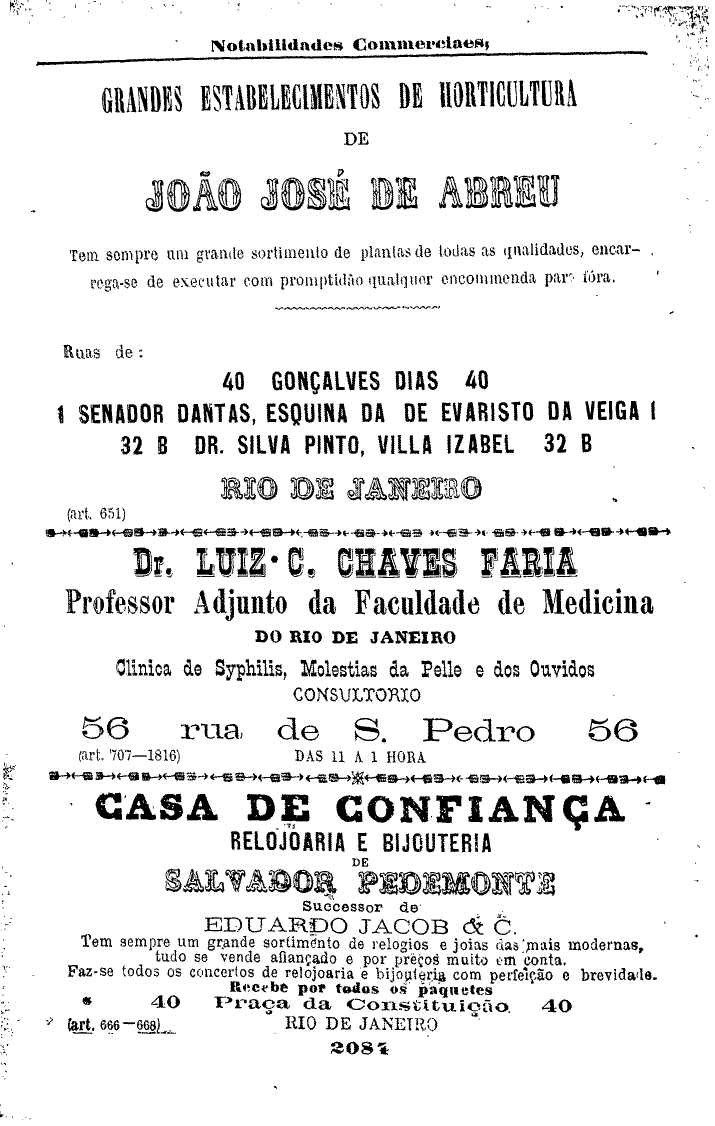 Notabilidades Commerciaes;
GRANDES ESTABELECIMENTOS DE HORTICULTURA
DE
JOÃO JOSÉ DE ABREU
Tem sempre um grande sortimento de plantas de todas as qualidades, encar-
rega-se de executar com promptidão qualquer encommenda para fóra.
Ruas de :
40 GONÇALVES DIAS 40
1 SENADOR DANTAS, ESQUINA DA DE EVARISTO DA VEIGA 1
32 B DR. SILVA PINTO, VILLA IZABEL 32 B
RIO DE JANEIRO
(art. 651)
Dr. LUIZ C. CHAVES FARIA
Professor Adjunto da Faculdade de Medicina
DO RIO DE JANEIRO
Clinica de Syphilis, Molestias da Pelle e dos Ouvidos
CONSULTORIO
56 rua de S. Pedro 56
(art. 707—1816) DAS 11 A 1 HORA
CASA DE CONFIANÇA
RELOJOARIA E BIJOUTERIA
DE
SALVADOR PEDEMONTE
Successor de
EDUARDO JACOB & C.
Tem sempre um grande sortimento de relogios e joias das mais modernas,
tudo se vende afiançado e por preços muito em conta.
Faz-se todos os concertos de relojoaria e bijouteria com perfeição e brevidade.
Recebe por todos os paquetes
40 Praça da Constituição 40
(art. 666—668) RIO DE JANEIRO